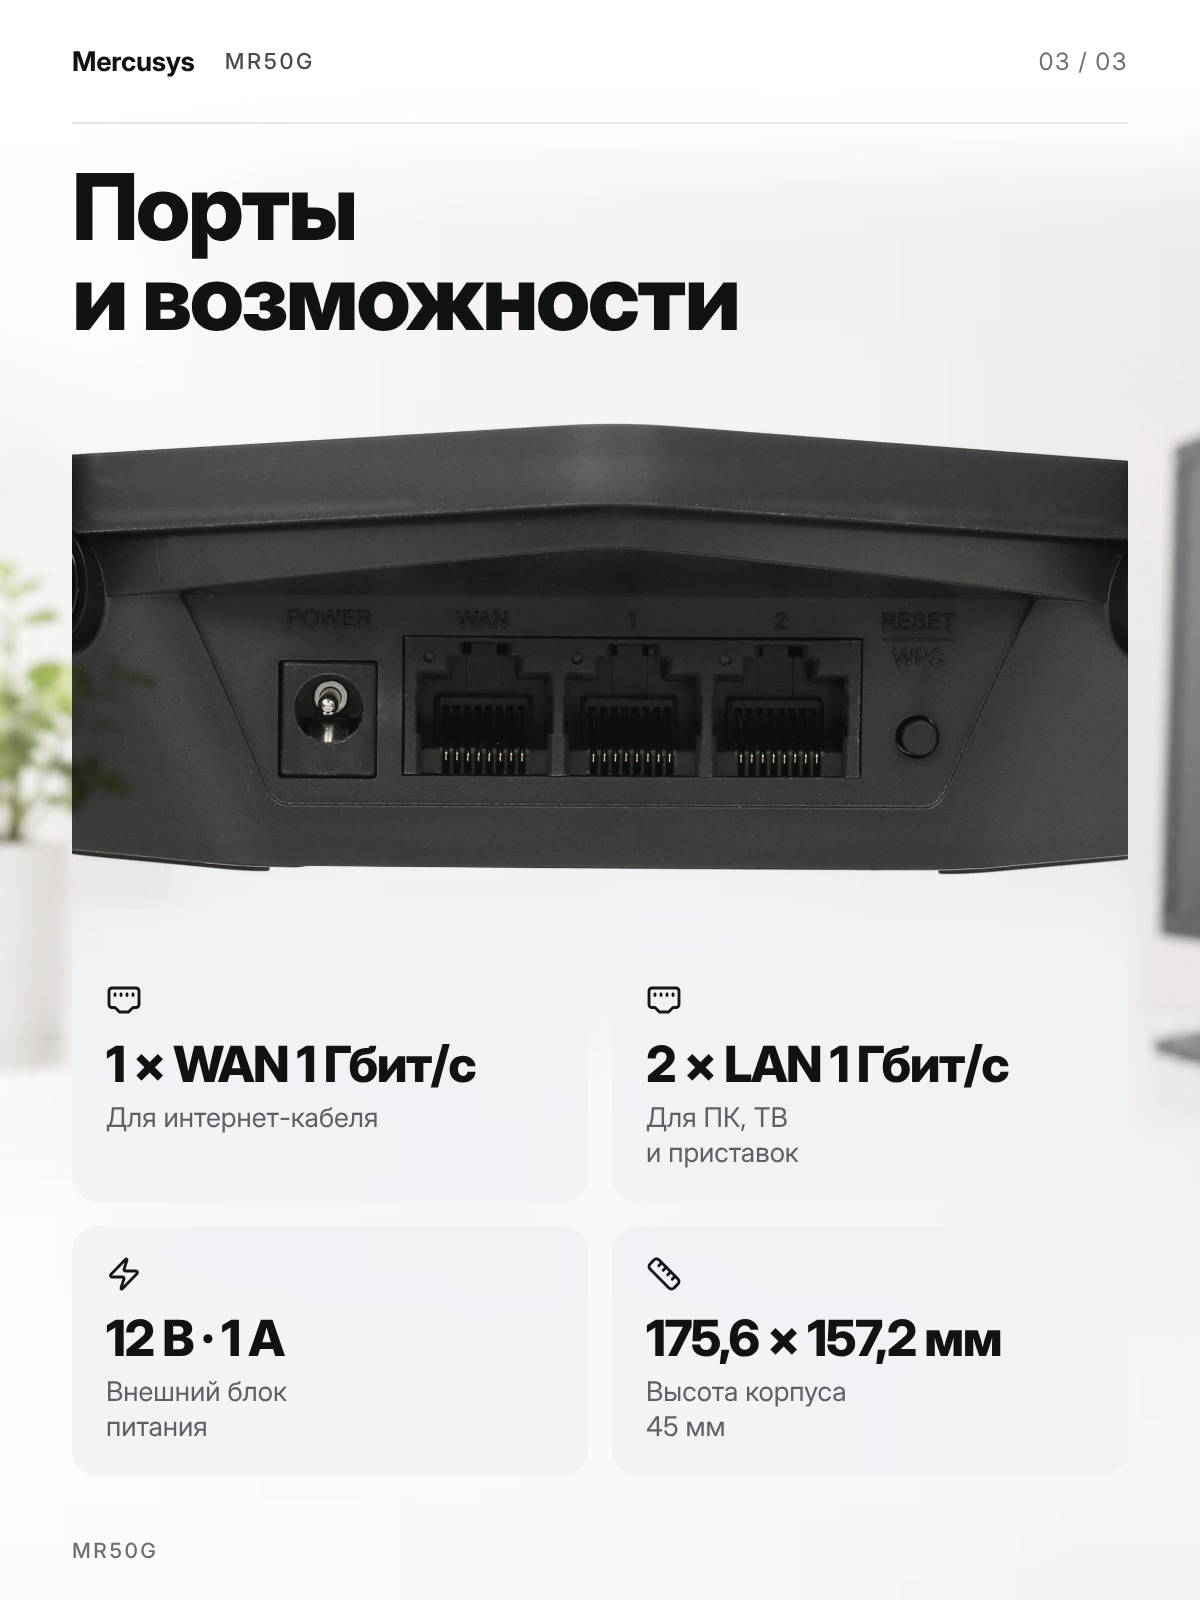 Mercusys MR50G 03 / 03
Порты
и возможности
POWER WAN 1 2 RESET
WPS
1 × WAN 1 Гбит/с
Для интернет-кабеля
2 × LAN 1 Гбит/с
Для ПК, ТВ
и приставок
12 В · 1 А
Внешний блок
питания
175,6 × 157,2 мм
Высота корпуса
45 мм
MR50G